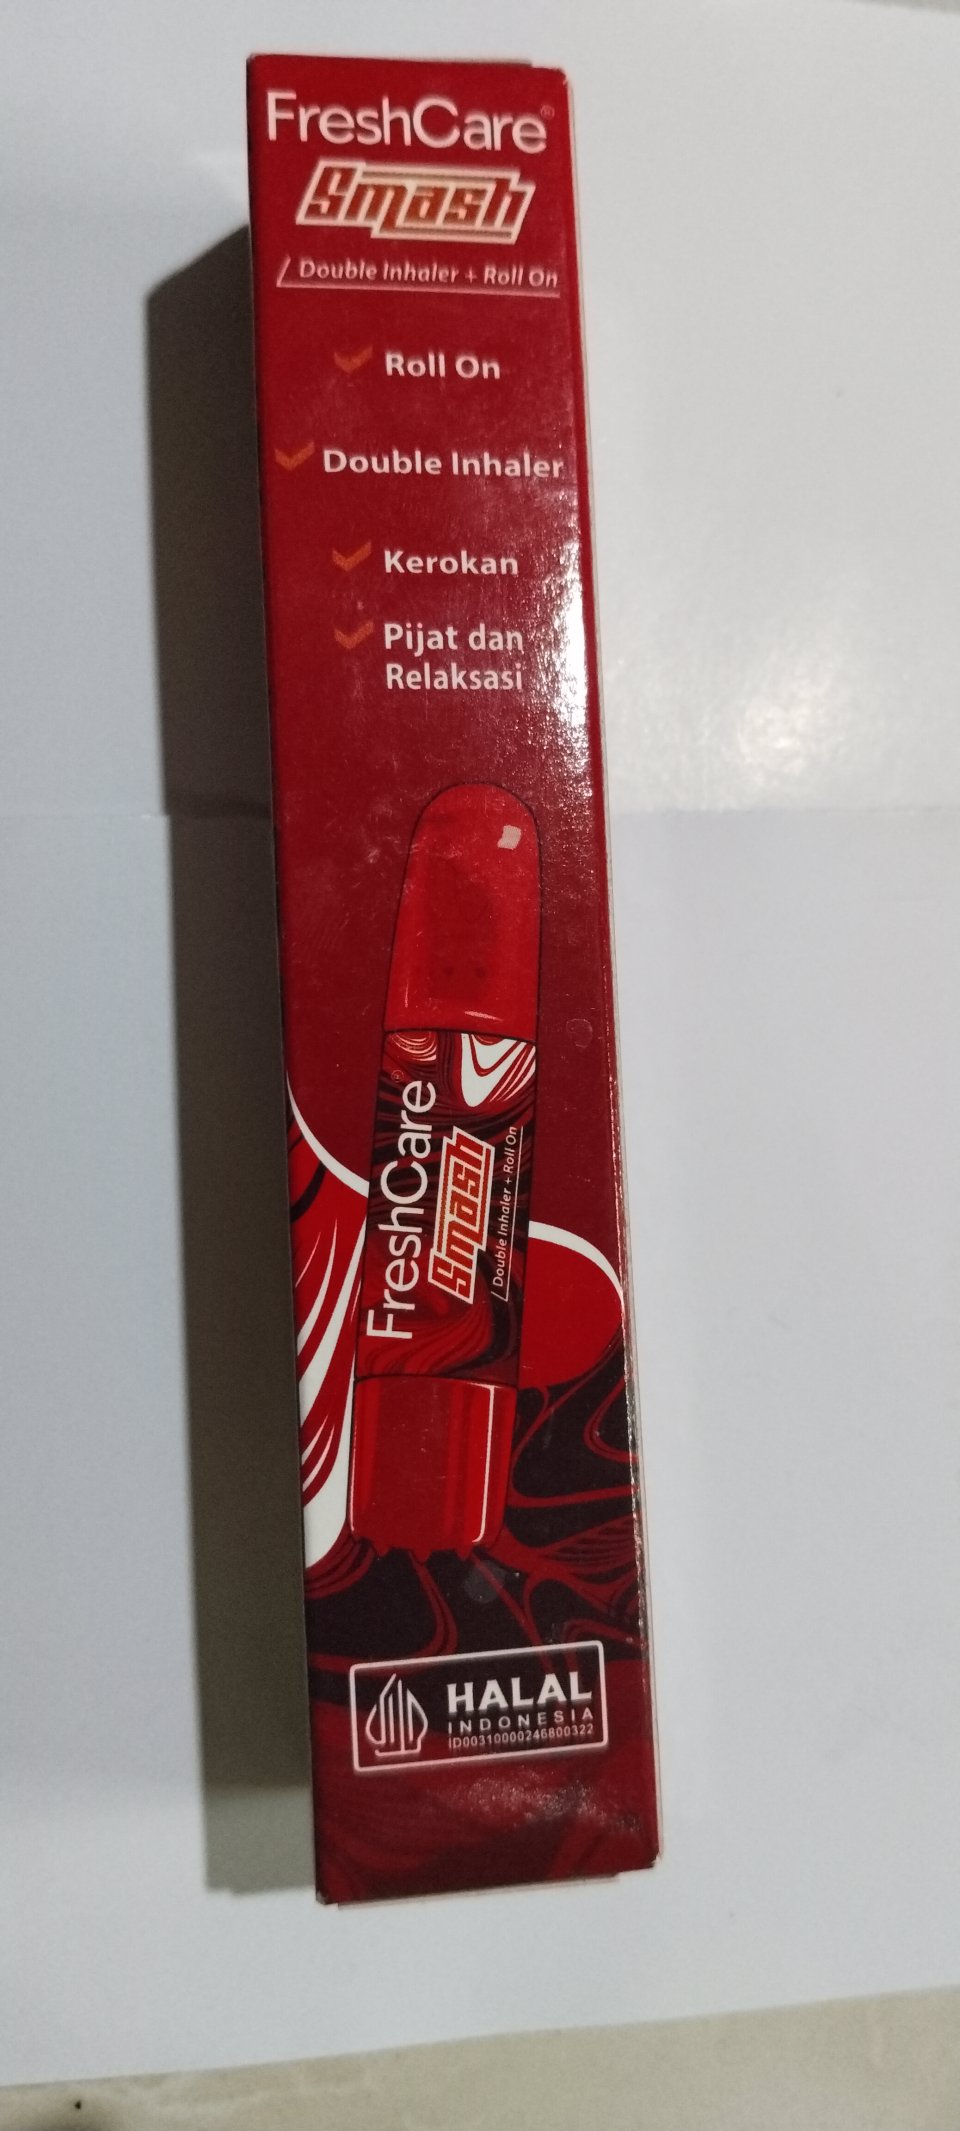 FreshCare®
Smash
Double Inhaler + Roll On
Roll On
Double Inhaler
Kerokan
Pijat dan
Relaksasi
FreshCare®
Smash
Double Inhaler + Roll On
HALAL
INDONESIA
ID00310000246800322